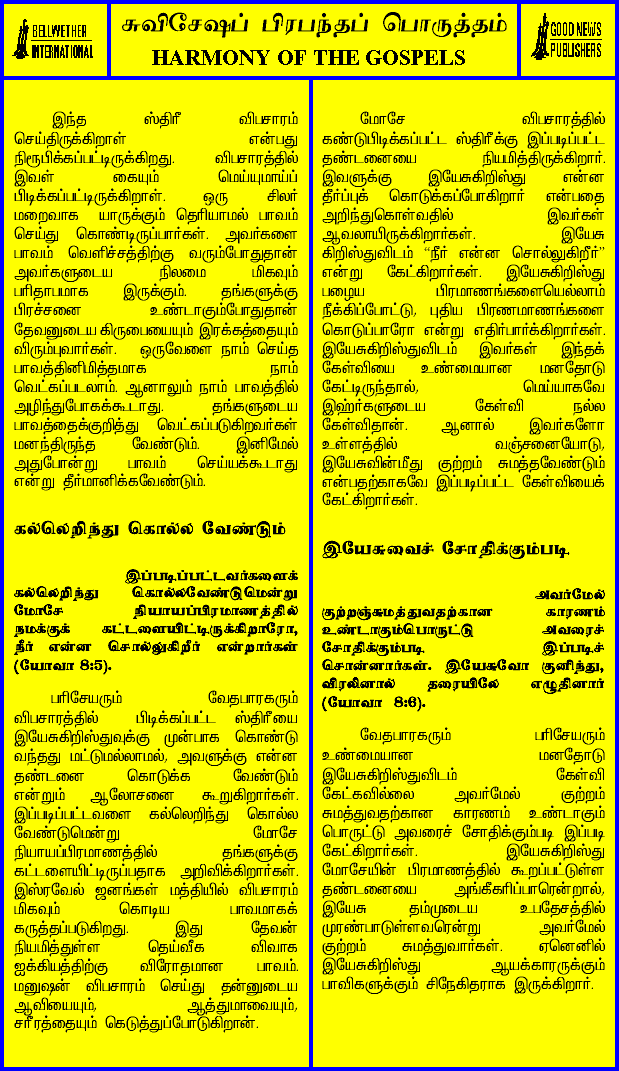 BELLWETHER
INTERNATIONAL
சுவிசேஷப் பிரபந்தப் பொருத்தம்
HARMONY OF THE GOSPELS
GOOD NEWS
PUBLISHERS
இந்த ஸ்திரீ விபசாரம்
செய்திருக்கிறாள் என்பது
நிரூபிக்கப்பட்டிருக்கிறது. விபசாரத்தில்
இவள் கையும் மெய்யுமாய்ப்
பிடிக்கப்பட்டிருக்கிறாள். ஒரு சிலர்
மறைவாக யாருக்கும் தெரியாமல் பாவம்
செய்து கொண்டிருப்பார்கள். அவர்களை
பாவம் வெளிச்சத்திற்கு வரும்போதுதான்
அவர்களுடைய நிலமை மிகவும்
பரிதாபமாக இருக்கும். தங்களுக்கு
பிரச்சனை உண்டாகும்போதுதான்
தேவனுடைய கிருபையையும் இரக்கத்தையும்
விரும்புவார்கள். ஒருவேளை நாம் செய்த
பாவத்தினிமித்தமாக நாம்
வெட்கப்படலாம். ஆனாலும் நாம் பாவத்தில்
அழிந்துபோகக்கூடாது. தங்களுடைய
பாவத்தைக்குறித்து வெட்கப்படுகிறவர்கள்
மனந்திருந்த வேண்டும். இனிமேல்
அதுபோன்று பாவம் செய்யக்கூடாது
என்று தீர்மானிக்கவேண்டும்.
கல்லெறிந்து கொல்ல வேண்டும்
இப்படிப்பட்டவர்களைக்
கல்லெறிந்து கொல்லவேண்டுமென்று
மோசே நியாயப்பிரமாணத்தில்
நமக்குக் கட்டளையிட்டிருக்கிறாரே,
நீர் என்ன சொல்லுகிறீர் என்றார்கள்
(யோவா 8:5).
பரிசேயரும் வேதபாரகரும்
விபசாரத்தில் பிடிக்கப்பட்ட ஸ்திரீயை
இயேசுகிறிஸ்துவுக்கு முன்பாக கொண்டு
வந்தது மட்டுமல்லாமல், அவளுக்கு என்ன
தண்டனை கொடுக்க வேண்டும்
என்றும் ஆலோசனை கூறுகிறார்கள்.
இப்படிப்பட்டவளை கல்லெறிந்து கொல்ல
வேண்டுமென்று மோசே
நியாயப்பிரமாணத்தில் தங்களுக்கு
கட்டளையிட்டிருப்பதாக அறிவிக்கிறார்கள்.
இஸ்ரவேல் ஜனங்கள் மத்தியில் விபசாரம்
மிகவும் கொடிய பாவமாகக்
கருத்தப்படுகிறது. இது தேவன்
நியமித்துள்ள தெய்வீக விவாக
ஐக்கியத்திற்கு விரோதமான பாவம்.
மனுஷன் விபசாரம் செய்து தன்னுடைய
ஆவியையும், ஆத்துமாவையும்,
சரீரத்தையும் கெடுத்துப்போடுகிறான்.
மோசே விபசாரத்தில்
கண்டுபிடிக்கப்பட்ட ஸ்திரீக்கு இப்படிப்பட்ட
தண்டனையை நியமித்திருக்கிறார்.
இவளுக்கு இயேசுகிறிஸ்து என்ன
தீர்ப்புக் கொடுக்கப்போகிறார் என்பதை
அறிந்துகொள்வதில் இவர்கள்
ஆவலாயிருக்கிறார்கள். இயேசு
கிறிஸ்துவிடம் “நீர் என்ன சொல்லுகிறீர்”
என்று கேட்கிறார்கள். இயேசுகிறிஸ்து
பழைய பிரமாணங்களையெல்லாம்
நீக்கிப்போட்டு, புதிய பிரணமாணங்களை
கொடுப்பாரோ என்று எதிர்பார்க்கிறார்கள்.
இயேசுகிறிஸ்துவிடம் இவர்கள் இந்தக்
கேள்வியை உண்மையான மனதோடு
கேட்டிருந்தால், மெய்யாகவே
இஹ்ர்களுடைய கேள்வி நல்ல
கேள்விதான். ஆனால் இவர்களோ
உள்ளத்தில் வஞ்சனையோடு,
இயேசுவின்மீது குற்றம் சுமத்தவேண்டும்
என்பதற்காகவே இப்படிப்பட்ட கேள்வியைக்
கேட்கிறார்கள்.
இயேசுவைச் சோதிக்கும்படி
அவர்மேல்
குற்றஞ்சுமத்துவதற்கான காரணம்
உண்டாகும்பொருட்டு அவரைச்
சோதிக்கும்படி இப்படிச்
சொன்னார்கள். இயேசுவோ குனிந்து,
விரலினால் தரையிலே எழுதினார்
(யோவா 8:6).
வேதபாரகரும் பரிசேயரும்
உண்மையான மனதோடு
இயேசுகிறிஸ்துவிடம் கேள்வி
கேட்கவில்லை அவர்மேல் குற்றம்
சுமத்துவதற்கான காரணம் உண்டாகும்
பொருட்டு அவரைச் சோதிக்கும்படி இப்படி
கேட்கிறார்கள். இயேசுகிறிஸ்து
மோசேயின் பிரமாணத்தில் கூறப்பட்டுள்ள
தண்டனையை அங்கீகரிப்பாரென்றால்,
இயேசு தம்முடைய உபதேசத்தில்
முரண்பாடுள்ளவரென்று அவர்மேல்
குற்றம் சுமத்துவார்கள். ஏனெனில்
இயேசுகிறிஸ்து ஆயக்காரருக்கும்
பாவிகளுக்கும் சிநேகிதராக இருக்கிறார்.